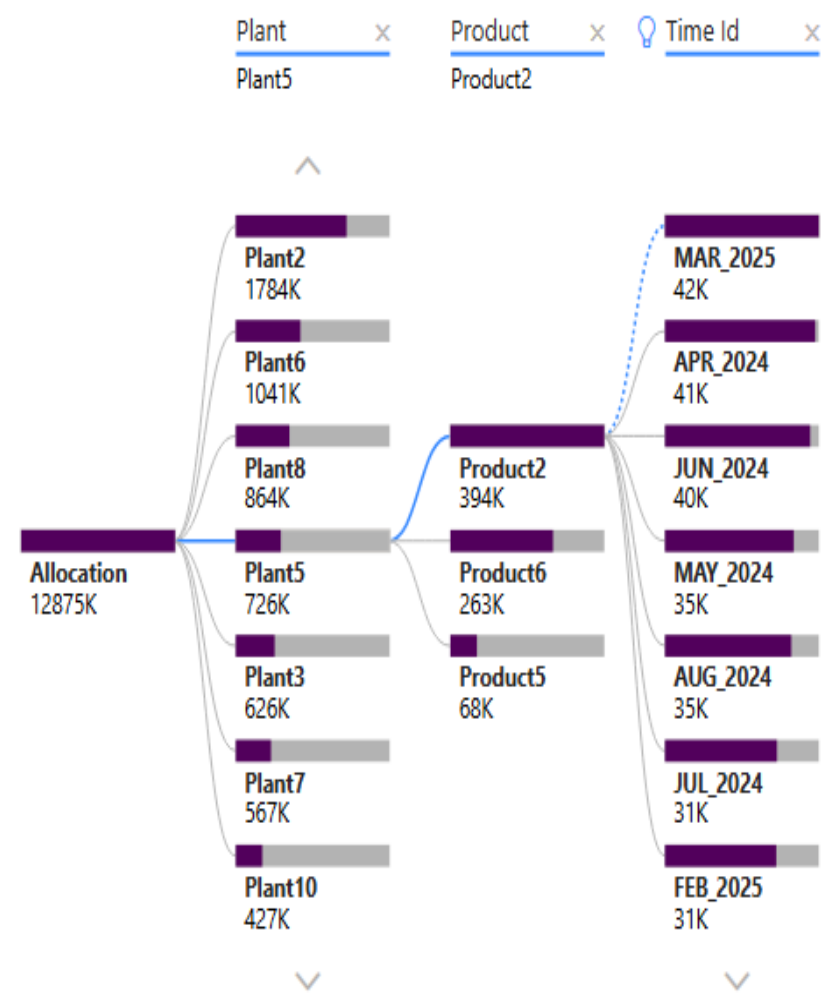 Plant
Product
Time Id
Plant5
Product2
Plant2
1784K
Plant6
1041K
Plant8
864K
Plant5
726K
Plant3
626K
Plant7
567K
Plant10
427K
Allocation
12875K
Product2
394K
Product6
263K
Product5
68K
MAR_2025
42K
APR_2024
41K
JUN_2024
40K
MAY_2024
35K
AUG_2024
35K
JUL_2024
31K
FEB_2025
31K